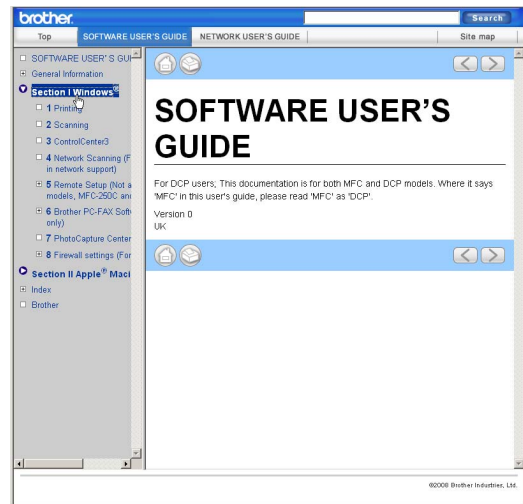 brother.
Search
Top
SOFTWARE USER'S GUIDE
NETWORK USER'S GUIDE
Site map
SOFTWARE USER'S GUI
General Information
Section I Windows®
1 Printing
2 Scanning
3 ControlCenter3
4 Network Scanning (F
in network support)
5 Remote Setup (Not a
models, MFC-250C and
6 Brother PC-FAX Soft
only)
7 PhotoCapture Center
8 Firewall settings (For
Section II Apple® Maci
Index
Brother
SOFTWARE USER'S
GUIDE
For DCP users; This documentation is for both MFC and DCP models. Where it says
'MFC' in this user's guide, please read 'MFC' as 'DCP'.
Version 0
UK
©2008 Brother Industries, Ltd.